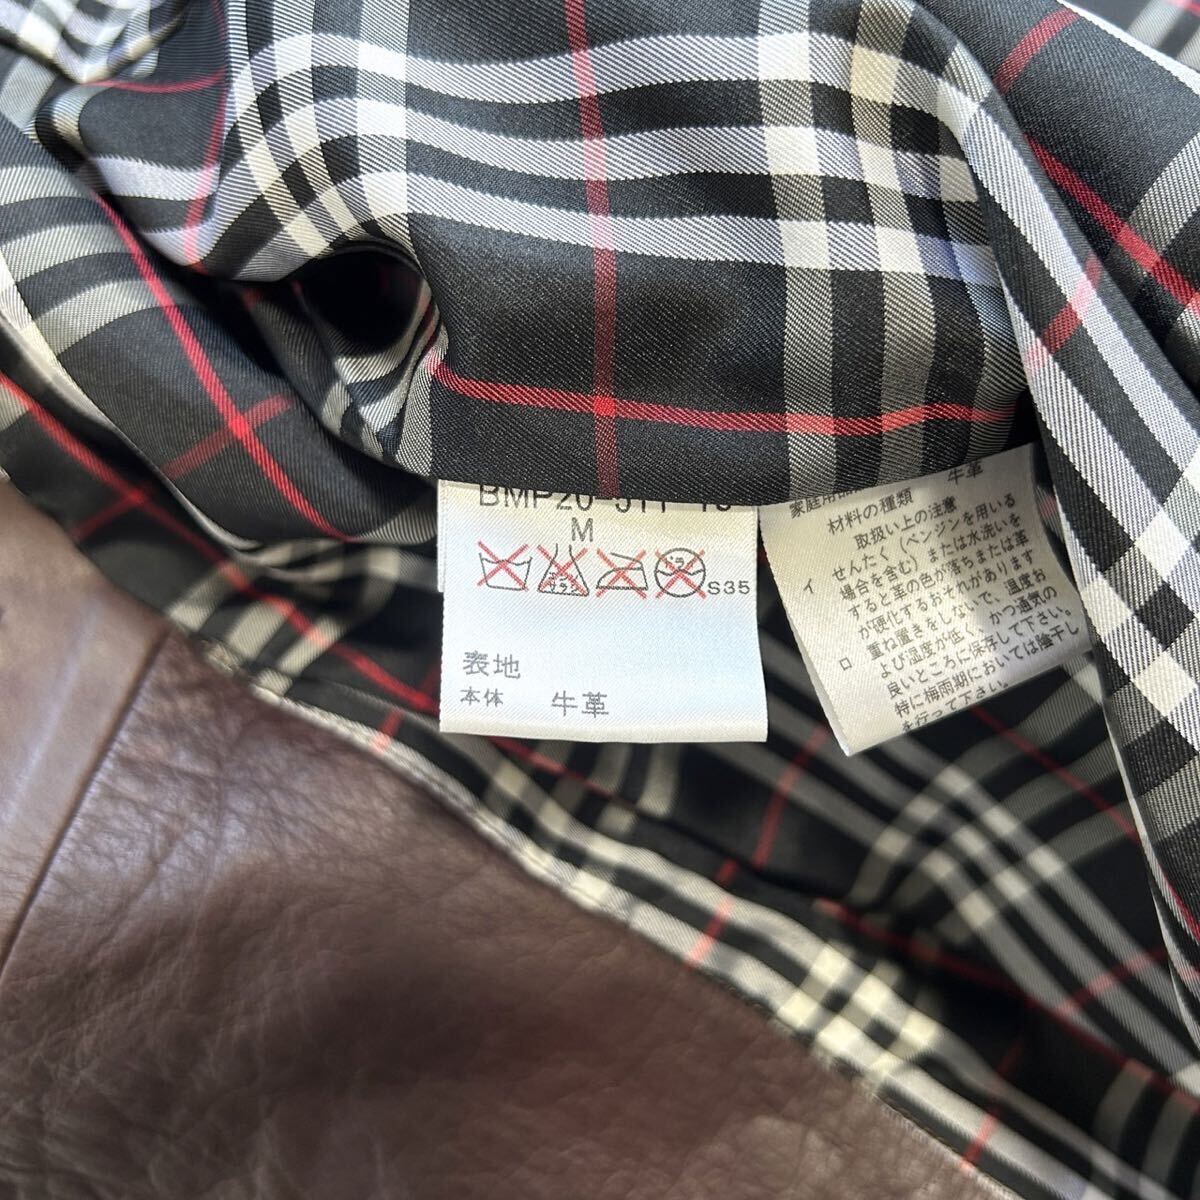 BMP20-511-
M
S35
表地
本体 牛革
家庭用品
材料の種類 牛革
取扱い上の注意
イ せんたく(ベンジンを用いる
場合を含む)または水洗いを
すると革の色が落ちまたは革
が硬化するおそれがあります
ロ 重ね置きをしないで、温度お
よび湿度が低く、かつ通気の
良いところに保存して下さい。
特に梅雨期においては陰干し
を行って下さい。